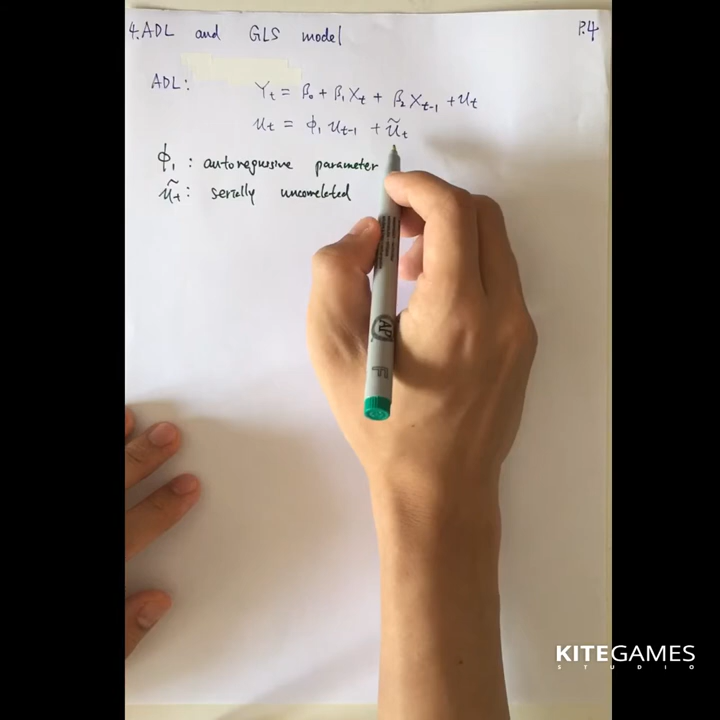 4.ADL and GLS model P.4
ADL: Yₜ = β₀ + β₁Xₜ + β₂Xₜ₋₁ + uₜ
uₜ = ϕ₁ uₜ₋₁ + ũₜ
ϕ₁ : autoregressive parameter
ũₜ : serially uncorrelated
API
F
KITEGAMES
STUDIO